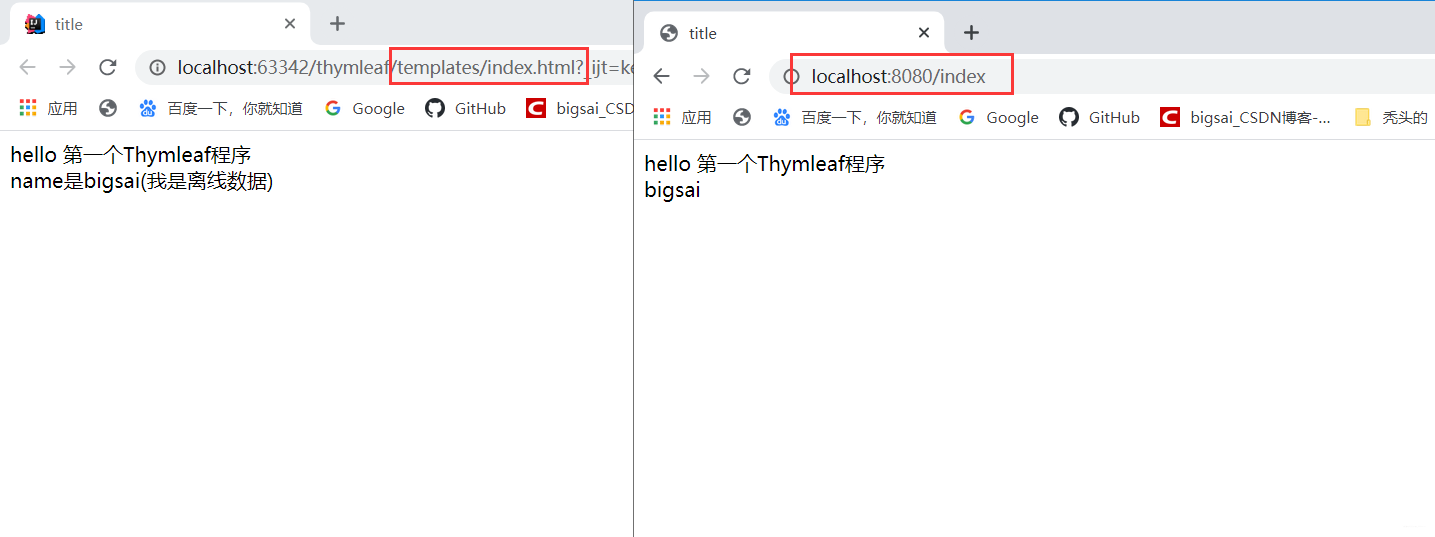 title
localhost:63342/thymleaf/templates/index.html?_ijt=ke
应用
百度一下，你就知道
Google
GitHub
bigsai_CSD
hello 第一个Thymleaf程序
name是bigsai(我是离线数据)
title
localhost:8080/index
应用
百度一下，你就知道
Google
GitHub
bigsai_CSDN博客-...
秃头的
hello 第一个Thymleaf程序
bigsai